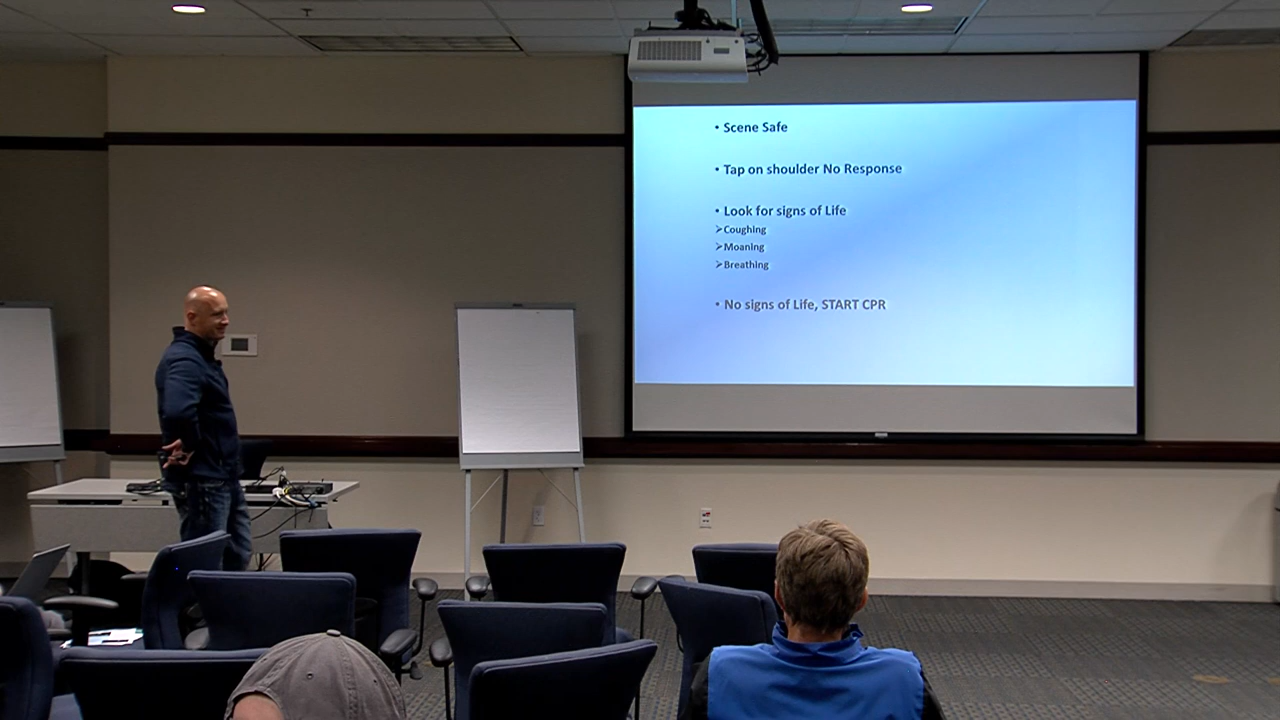 • Scene Safe
• Tap on shoulder No Response
• Look for signs of Life
➢Coughing
➢Moaning
➢Breathing
• No signs of Life, START CPR